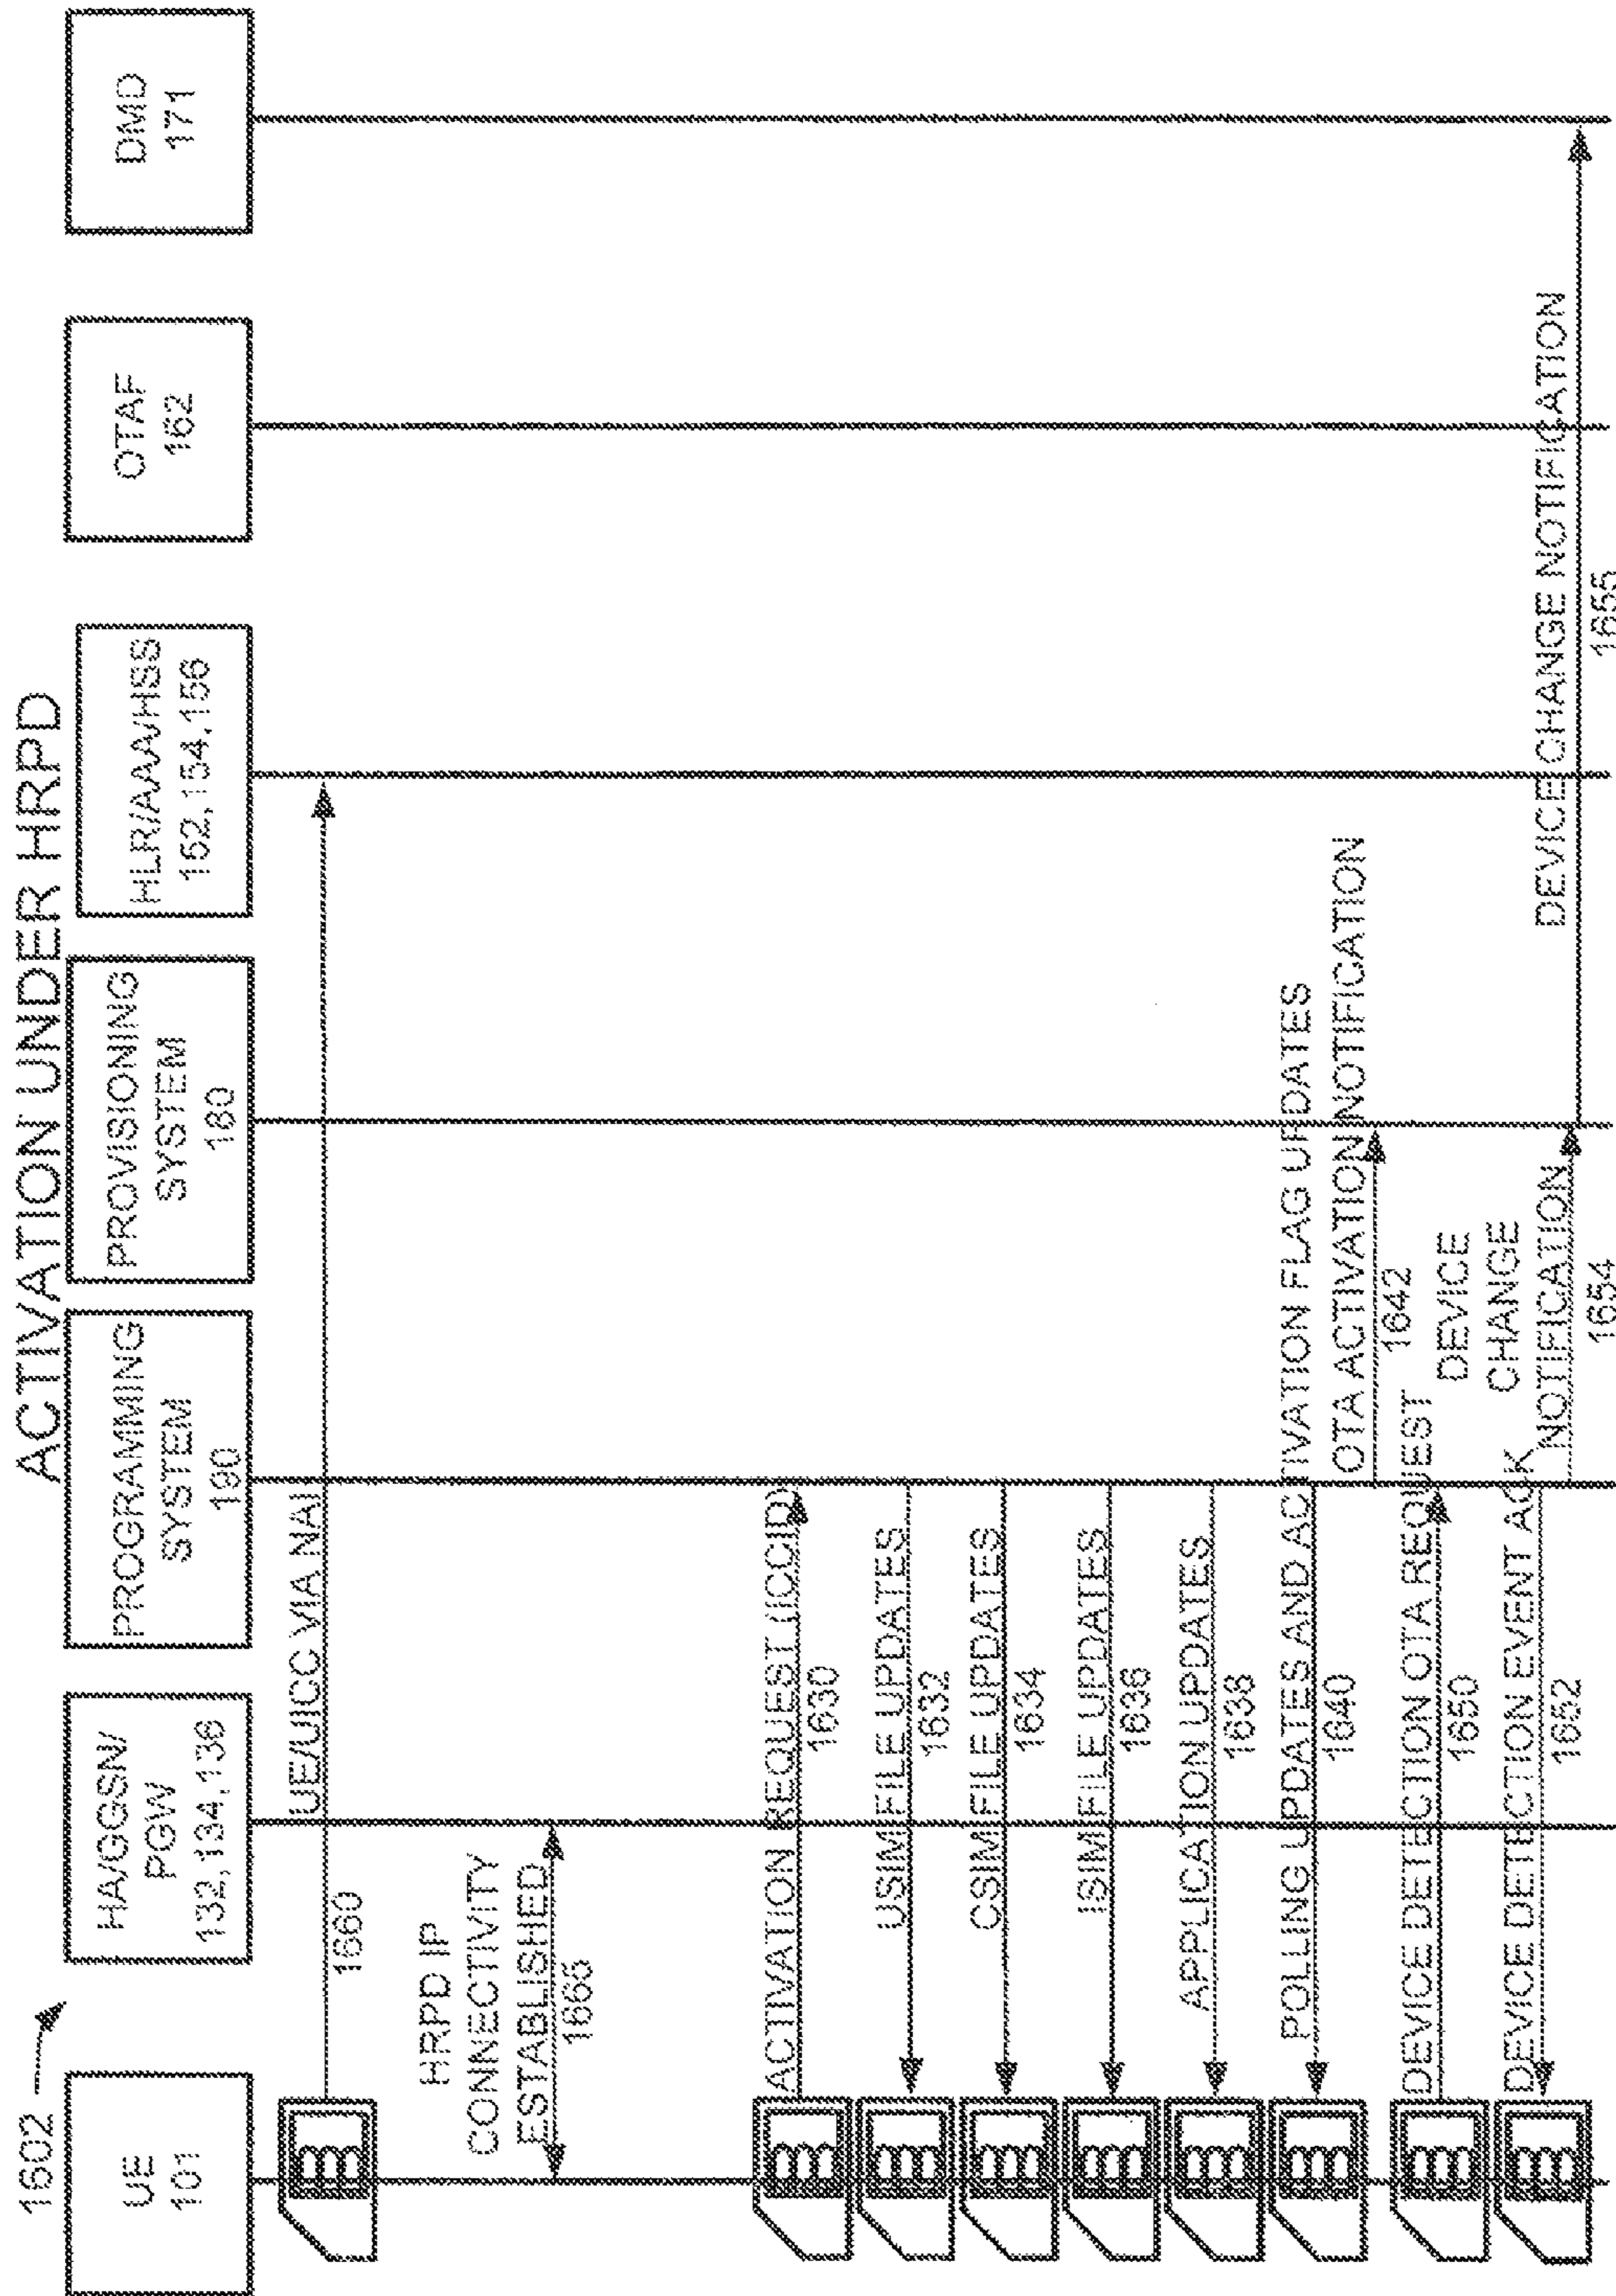 ACTIVATION UNDER HRPD
1602
UE
101
HA/GGSN/
PGW
132,134,136
PROGRAMMING
SYSTEM
190
PROVISIONING
SYSTEM
180
HLR/AAA/HSS
152,154,156
OTAF
162
DMD
171
UE/UICC VIA NAI
1660
HRPD IP
CONNECTIVITY
ESTABLISHED
1665
ACTIVATION REQUEST (ICCID)
1630
USIM FILE UPDATES
1632
CSIM FILE UPDATES
1634
ISIM FILE UPDATES
1636
APPLICATION UPDATES
1638
POLLING UPDATES AND ACTIVATION FLAG UPDATES
1640
OTA ACTIVATION NOTIFICATION
1642
DEVICE DETECTION OTA REQUEST
1650
DEVICE DETECTION EVENT ACK
1652
DEVICE
CHANGE
NOTIFICATION
1654
DEVICE CHANGE NOTIFICATION
1655